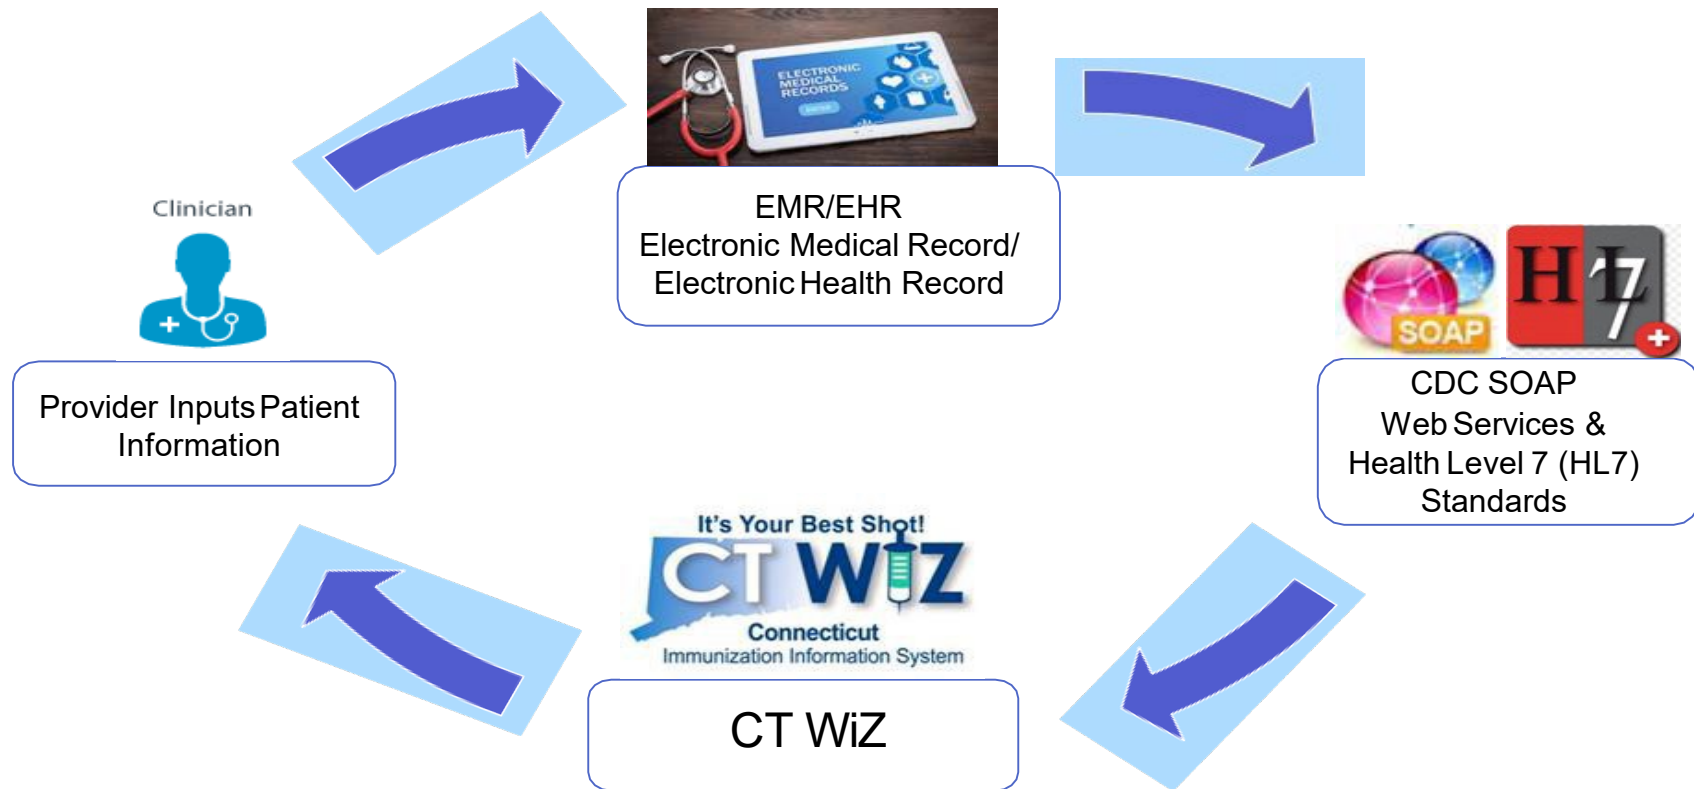 ELECTRONIC
MEDICAL
RECORDS
ENTER
EMR/EHR
Electronic Medical Record/
Electronic Health Record
Clinician
Provider Inputs Patient
Information
SOAP
HL7
CDC SOAP
Web Services &
Health Level 7 (HL7)
Standards
It's Your Best Shot!
CT WiZ
Connecticut
Immunization Information System
CT WiZ